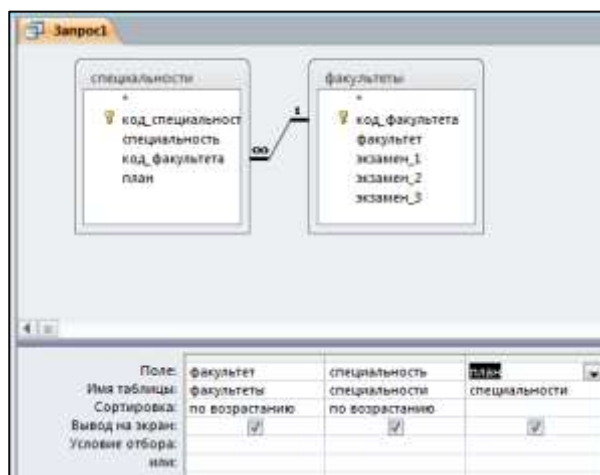 Запрос1
специальности
*
код_специальност
специальность
код_факультета
план
∞
1
факультеты
*
код_факультета
факультет
экзамен_1
экзамен_2
экзамен_3
Поле: факультет специальность план
Имя таблицы: факультеты специальности специальности
Сортировка: по возрастанию по возрастанию
Вывод на экран:
Условие отбора:
или: